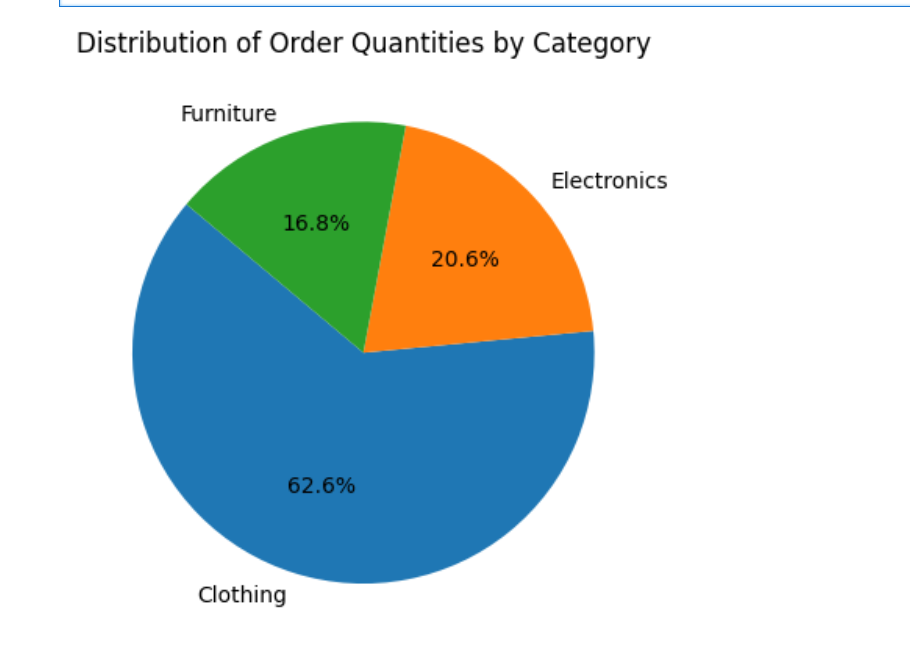 Distribution of Order Quantities by Category
Furniture
Electronics
16.8%
20.6%
62.6%
Clothing